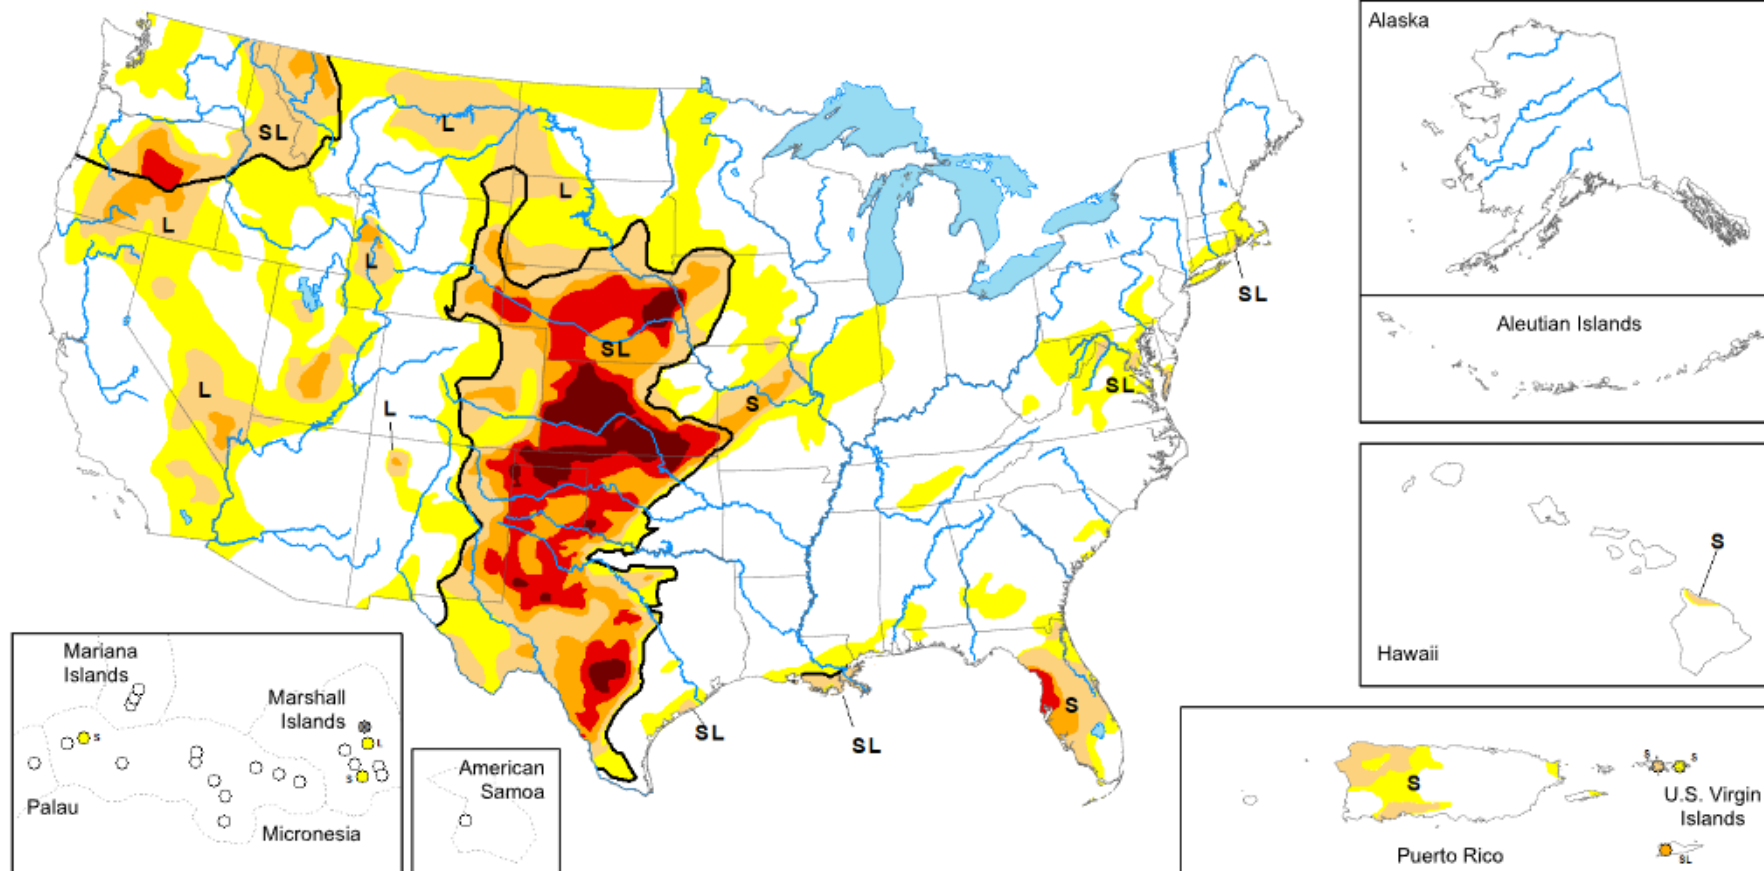 Alaska
SL
L
L
L
L
SL
Aleutian Islands
SL
SL
L
L
S
S
Hawaii
Mariana
Islands
Marshall
Islands
S
L
S
Palau
Micronesia
American
Samoa
SL
SL
S
S
S
S
U.S. Virgin
Islands
Puerto Rico
SL